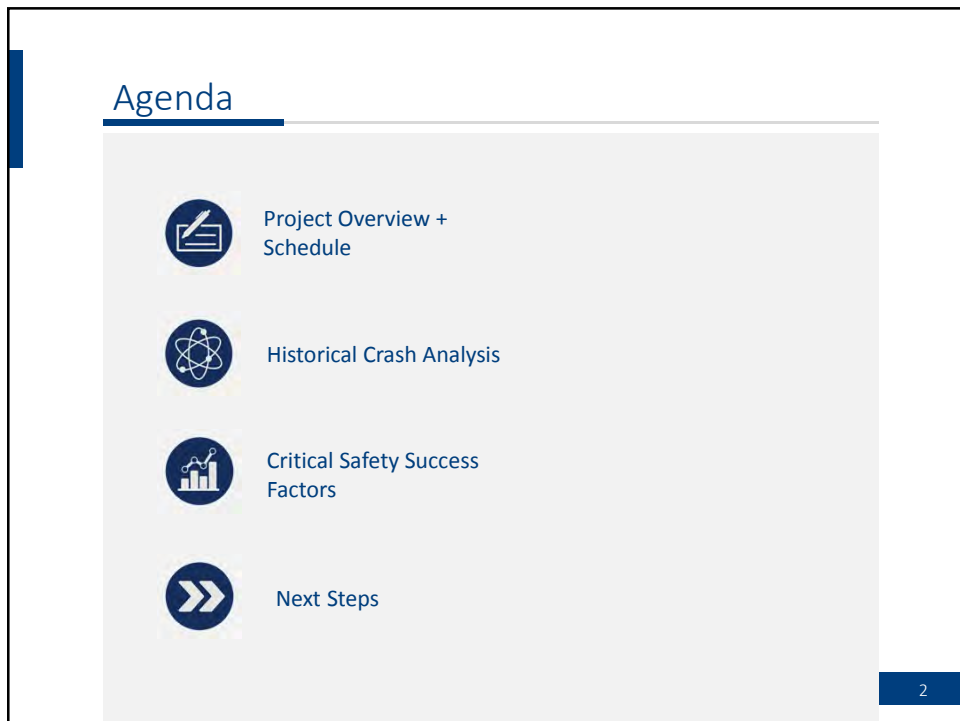 Agenda
Project Overview +
Schedule
Historical Crash Analysis
Critical Safety Success
Factors
Next Steps
2